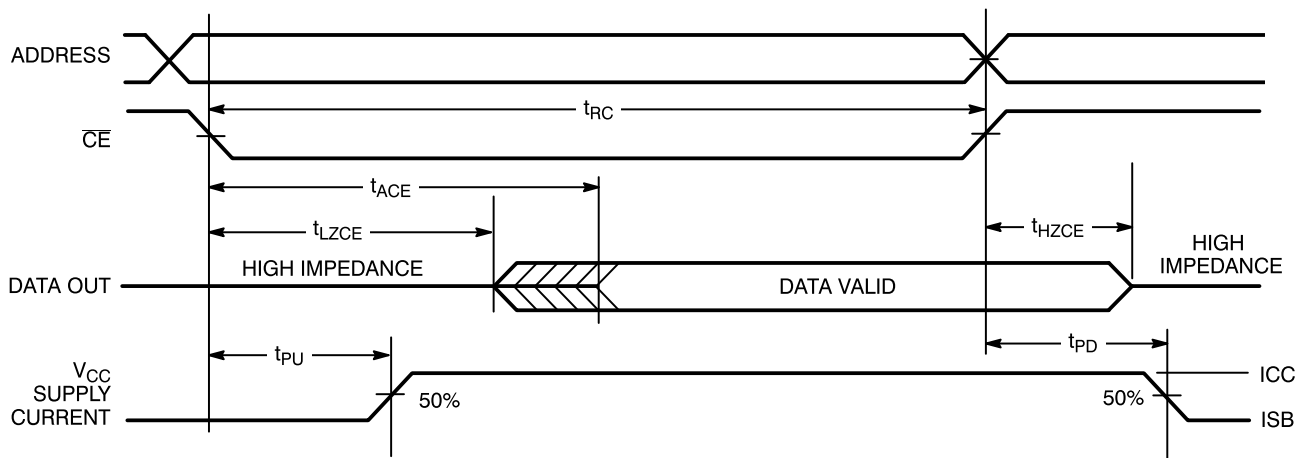 ADDRESS
tRC
CE
tACE
tLZCE
tHZCE
HIGH IMPEDANCE
HIGH
IMPEDANCE
DATA OUT
DATA VALID
tPU
tPD
VCC
SUPPLY
CURRENT
50%
50%
ICC
ISB